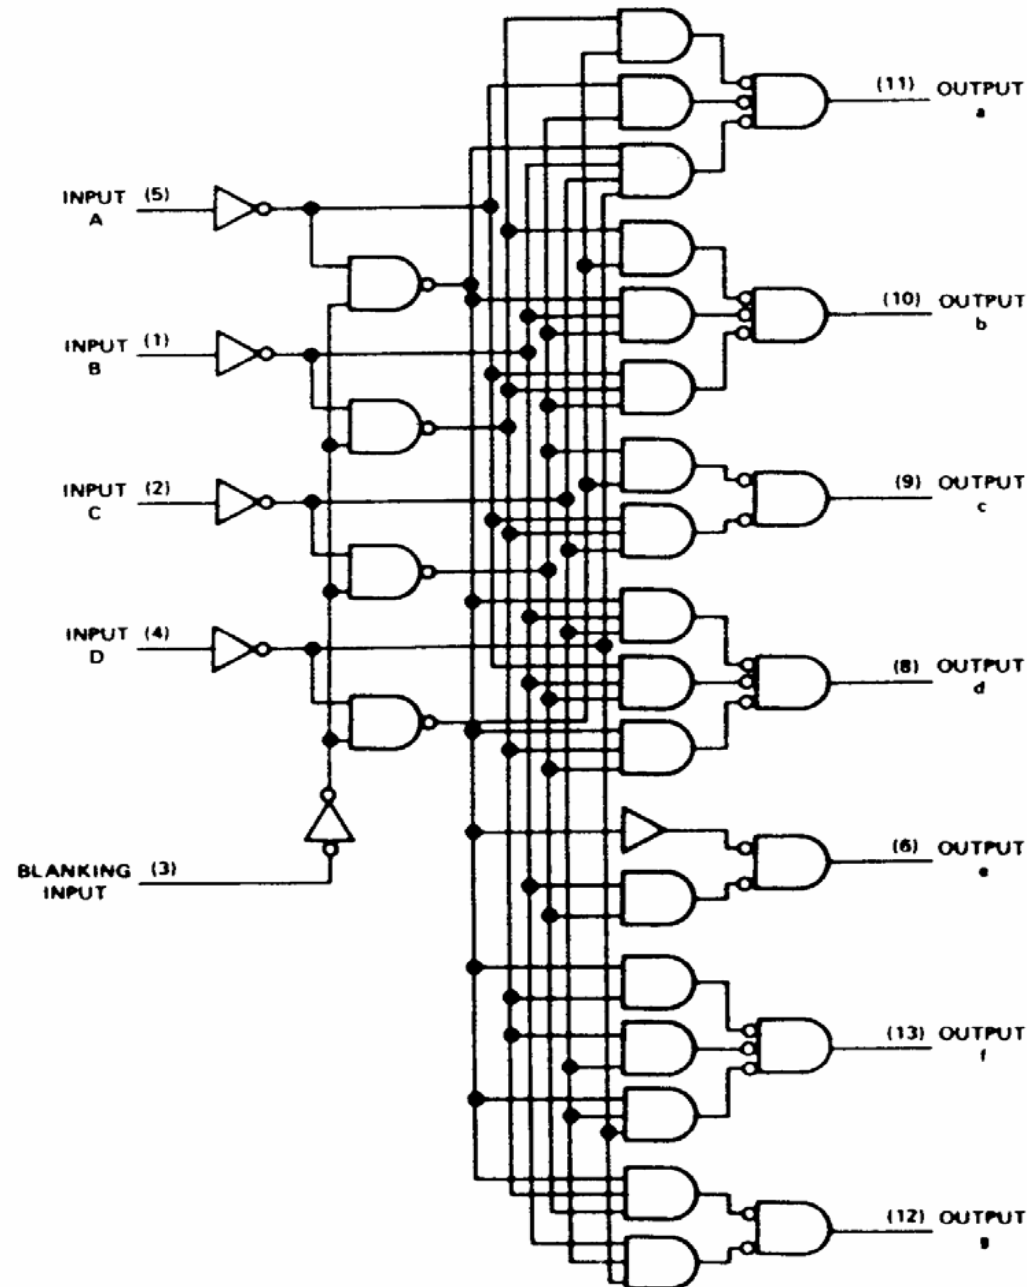 (11) OUTPUT
a
INPUT (5)
A
(10) OUTPUT
b
INPUT (1)
B
INPUT (2)
C
(9) OUTPUT
c
INPUT (4)
D
(8) OUTPUT
d
BLANKING (3)
INPUT
(6) OUTPUT
e
(13) OUTPUT
f
(12) OUTPUT
g